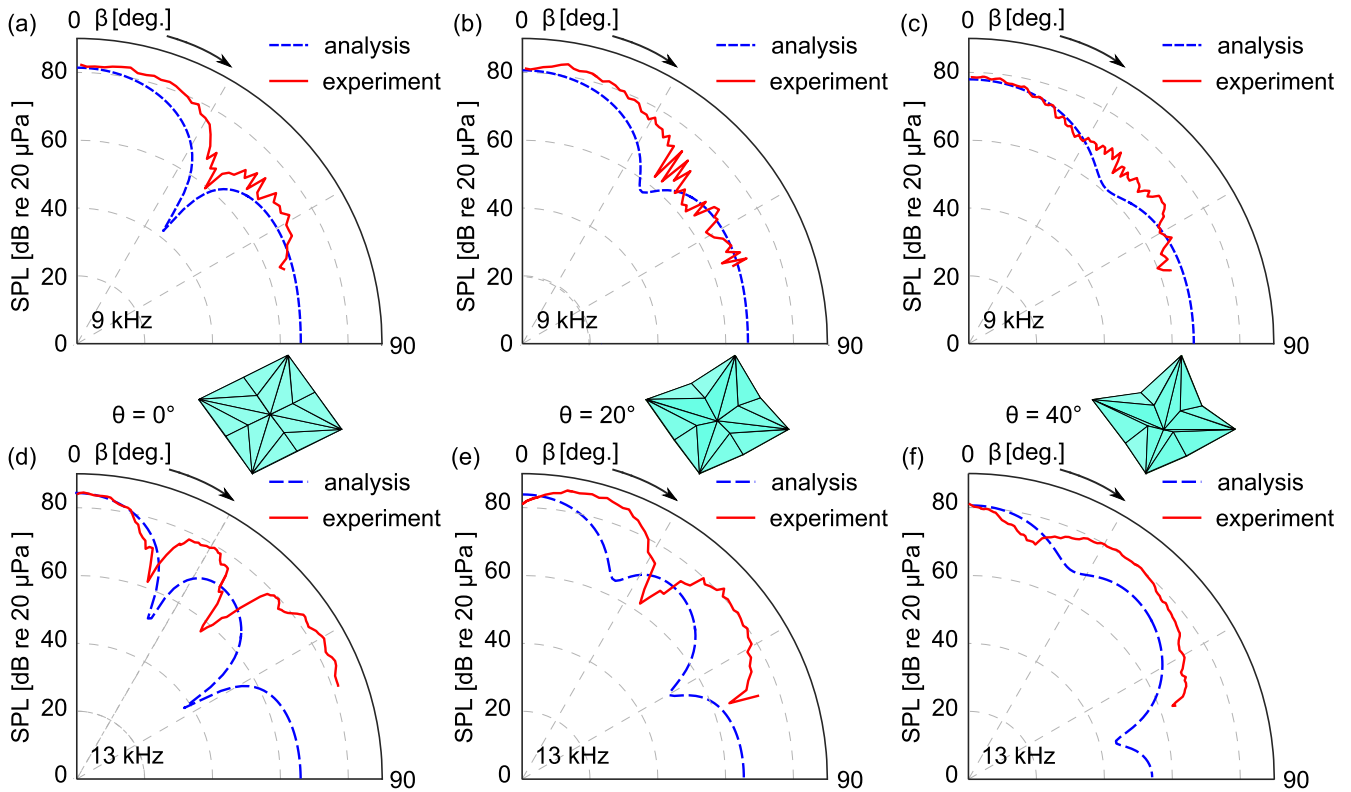 (a) 0 β [deg.]
analysis
experiment
SPL [dB re 20 µPa ]
80
60
40
20
0
9 kHz
90
(b) 0 β [deg.]
analysis
experiment
SPL [dB re 20 µPa ]
80
60
40
20
0
9 kHz
90
(c) 0 β [deg.]
analysis
experiment
SPL [dB re 20 µPa ]
80
60
40
20
0
9 kHz
90
θ = 0°
θ = 20°
θ = 40°
(d) 0 β [deg.]
analysis
experiment
SPL [dB re 20 µPa ]
80
60
40
20
0
13 kHz
90
(e) 0 β [deg.]
analysis
experiment
SPL [dB re 20 µPa ]
80
60
40
20
0
13 kHz
90
(f) 0 β [deg.]
analysis
experiment
SPL [dB re 20 µPa ]
80
60
40
20
0
13 kHz
90